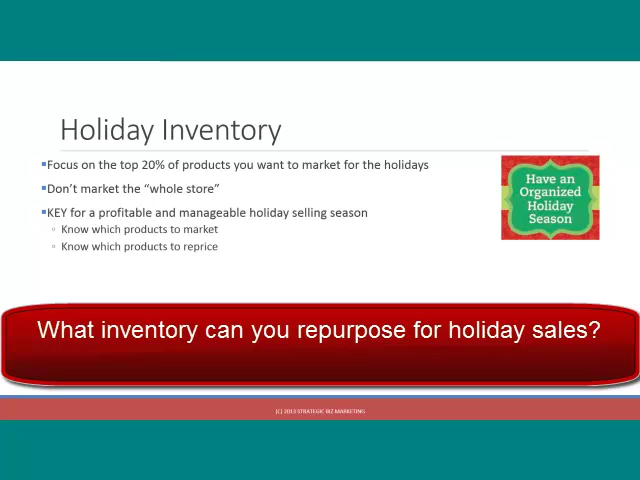 Holiday Inventory
▪Focus on the top 20% of products you want to market for the holidays
▪Don’t market the “whole store”
▪KEY for a profitable and manageable holiday selling season
◦ Know which products to market
◦ Know which products to reprice
Have an
Organized
Holiday
Season
What inventory can you repurpose for holiday sales?
(C) 2013 STRATEGIC BIZ MARKETING